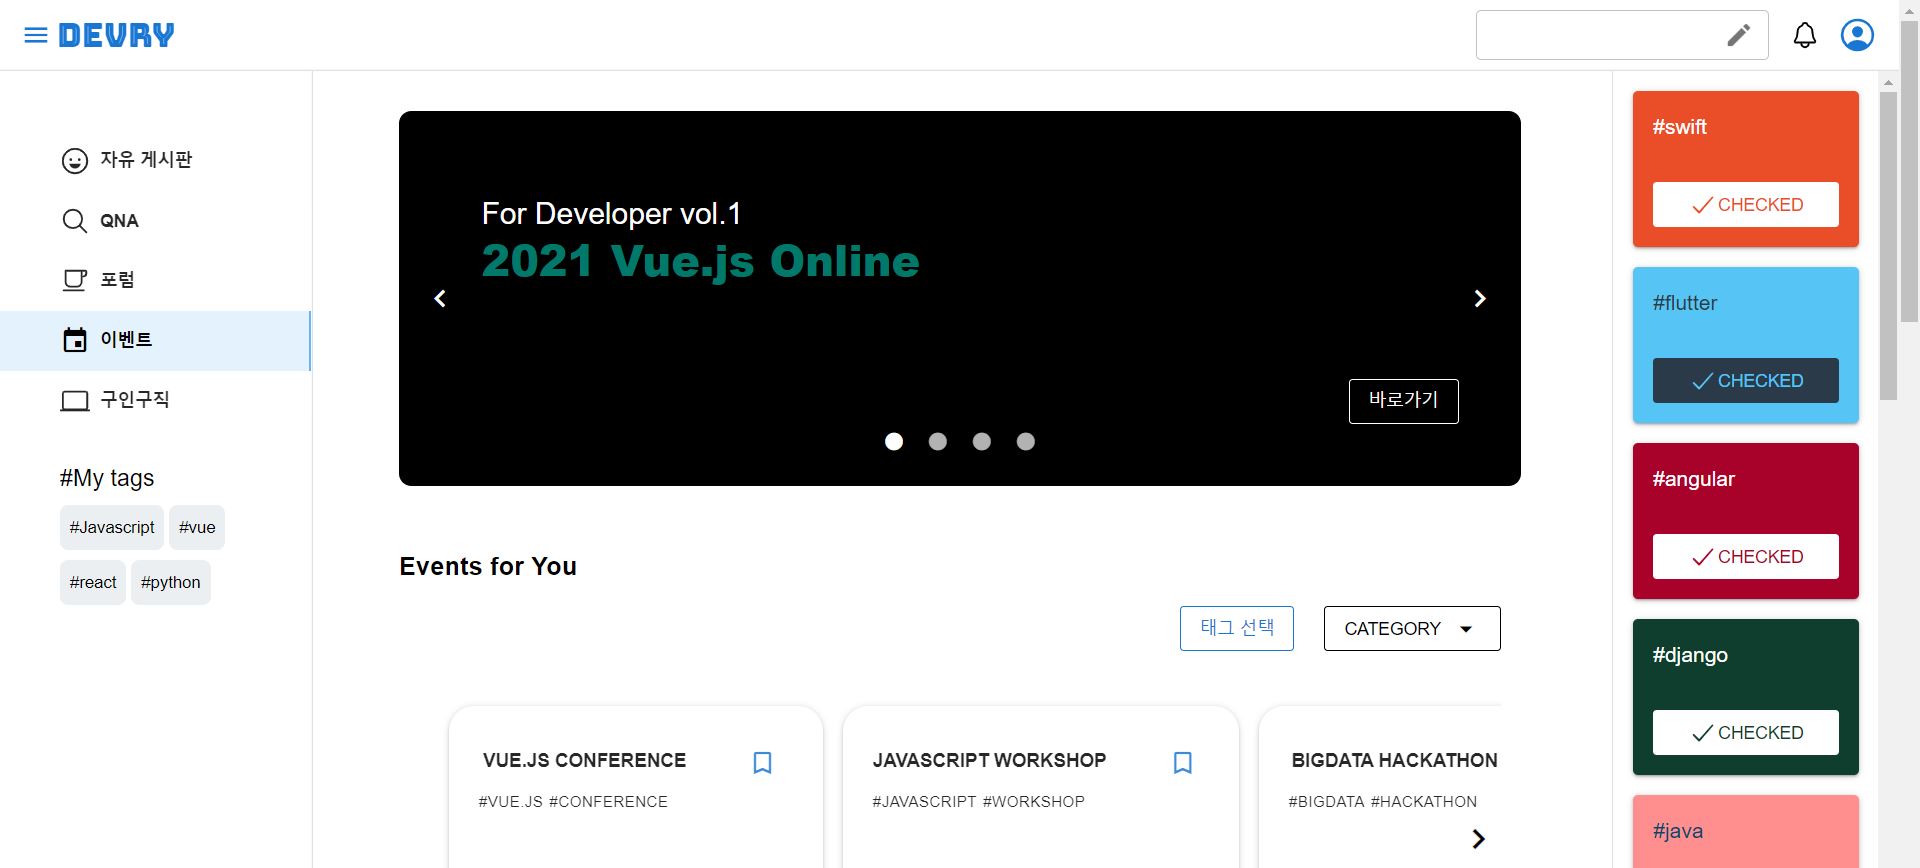 DEVRY
자유 게시판
QNA
포럼
이벤트
구인구직
#My tags
#Javascript #vue
#react #python
For Developer vol.1
2021 Vue.js Online
바로가기
Events for You
태그 선택
CATEGORY
VUE.JS CONFERENCE
#VUE.JS #CONFERENCE
JAVASCRIPT WORKSHOP
#JAVASCRIPT #WORKSHOP
BIGDATA HACKATHON
#BIGDATA #HACKATHON
#swift
CHECKED
#flutter
CHECKED
#angular
CHECKED
#django
CHECKED
#java